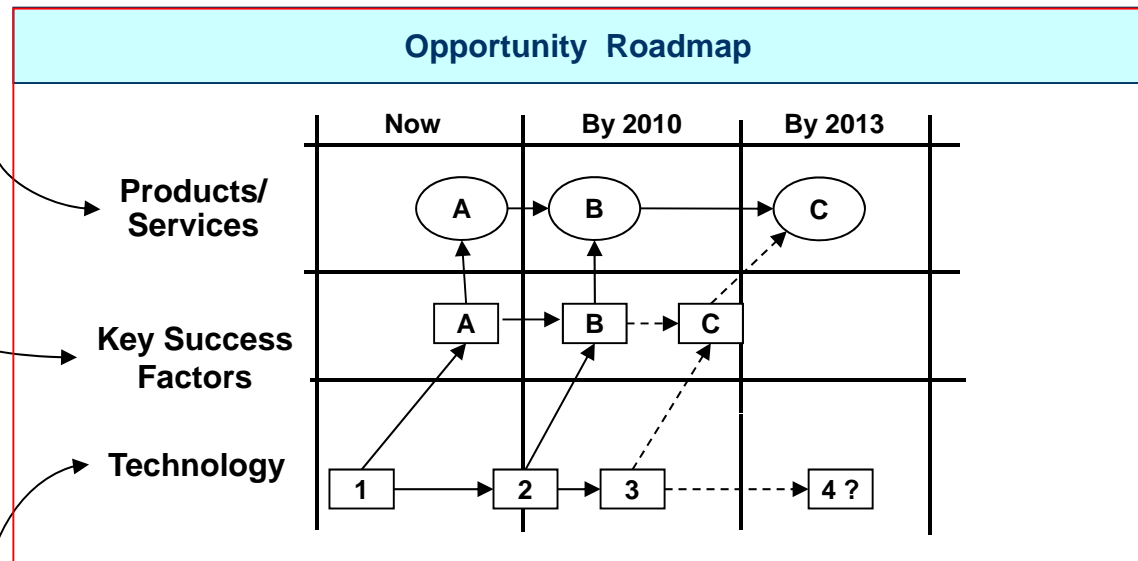 Opportunity Roadmap
Now By 2010 By 2013
Products/
Services
A B C
Key Success
Factors
A B C
Technology
1 2 3 4 ?